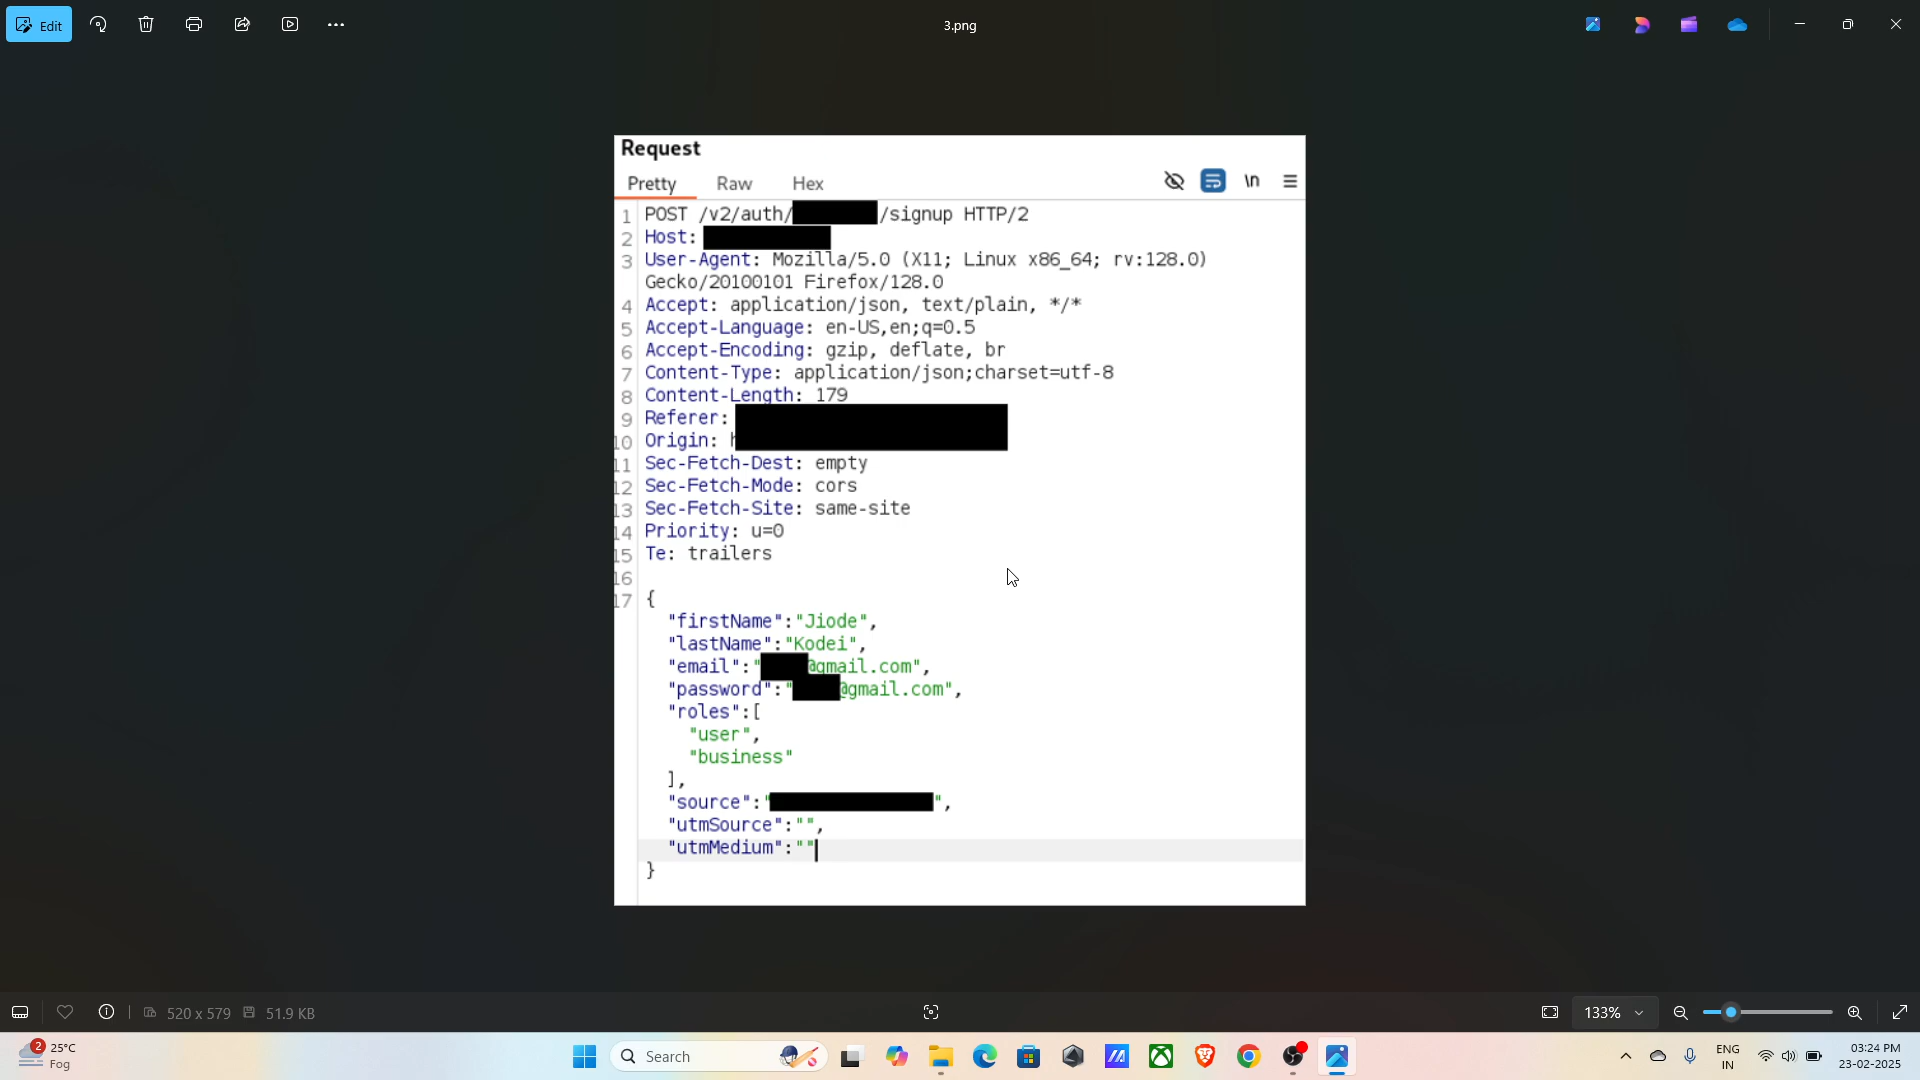 Edit
3.png
Request
Pretty Raw Hex \n
1 POST /v2/auth/ /signup HTTP/2
2 Host:
3 User-Agent: Mozilla/5.0 (X11; Linux x86_64; rv:128.0)
Gecko/20100101 Firefox/128.0
4 Accept: application/json, text/plain, */*
5 Accept-Language: en-US,en;q=0.5
6 Accept-Encoding: gzip, deflate, br
7 Content-Type: application/json;charset=utf-8
8 Content-Length: 179
9 Referer:
10 Origin: h
11 Sec-Fetch-Dest: empty
12 Sec-Fetch-Mode: cors
13 Sec-Fetch-Site: same-site
14 Priority: u=0
15 Te: trailers
16
17 {
"firstName":"Jiode",
"lastName":"Kodei",
"email":" @gmail.com",
"password":" @gmail.com",
"roles":[
"user",
"business"
],
"source":" ",
"utmSource":"",
"utmMedium":""
}
520 x 579 51.9 KB 133%
2 25°C
Fog
Search
ENG
IN
03:24 PM
23-02-2025